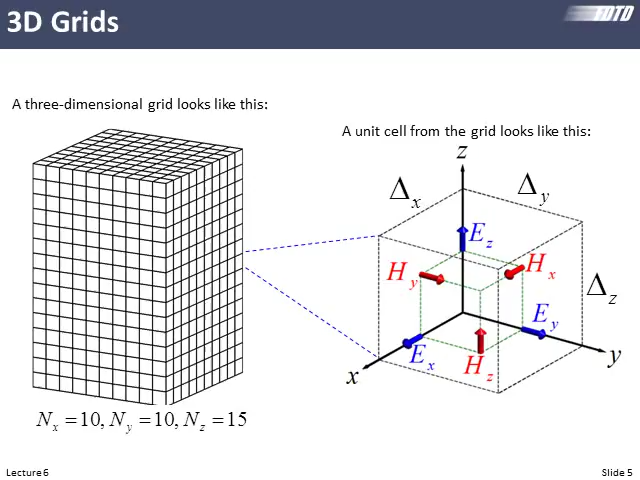 3D Grids
FDTD
A three-dimensional grid looks like this:
A unit cell from the grid looks like this:
z
Δx
Δy
Ez
Hy
Hx
Δz
Ey
Ex
Hz
x
y
Nx = 10, Ny = 10, Nz = 15
Lecture 6
Slide 5